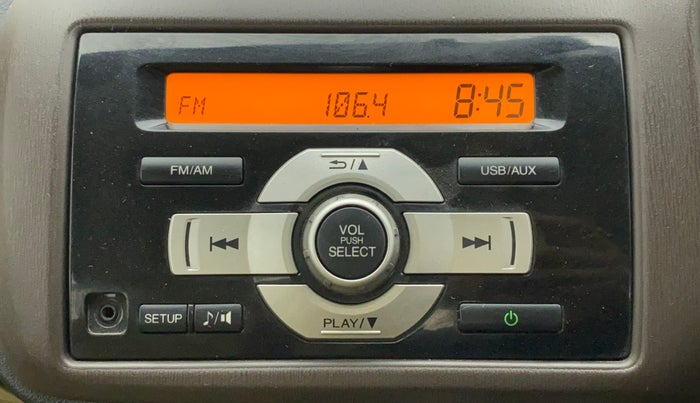 FM 106.4 8:45
FM/AM
USB/AUX
VOL
PUSH
SELECT
SETUP
PLAY/▼